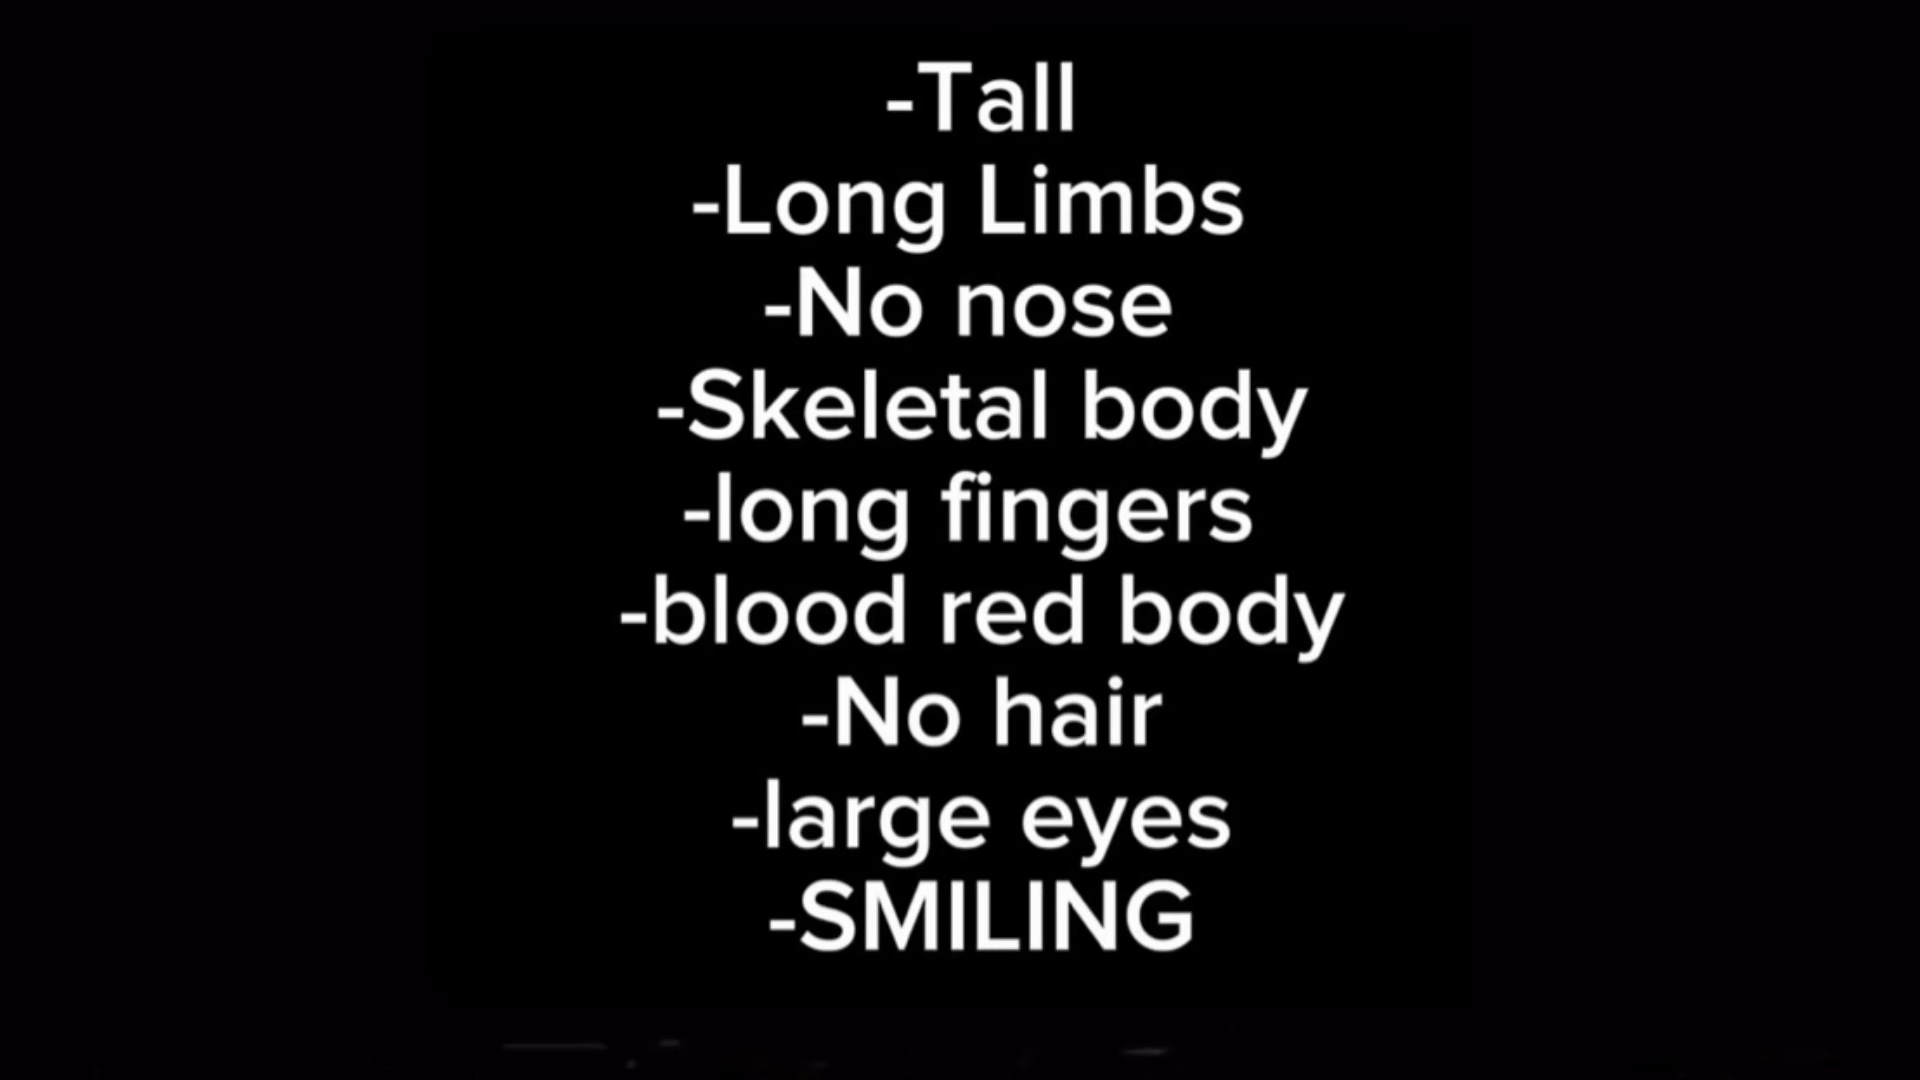 -Tall
-Long Limbs
-No nose
-Skeletal body
-long fingers
-blood red body
-No hair
-large eyes
-SMILING